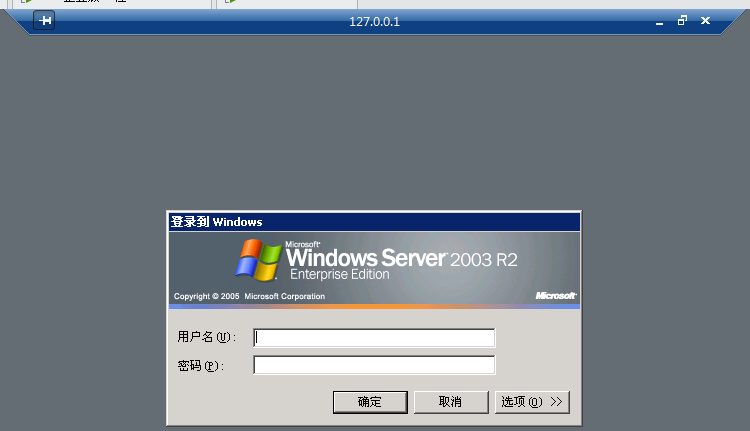 127.0.0.1
登录到 Windows
Microsoft®
Windows Server™ 2003 R2
Enterprise Edition
Copyright © 2005 Microsoft Corporation
Microsoft®
用户名(U):
密码(P):
确定 取消 选项(O) >>